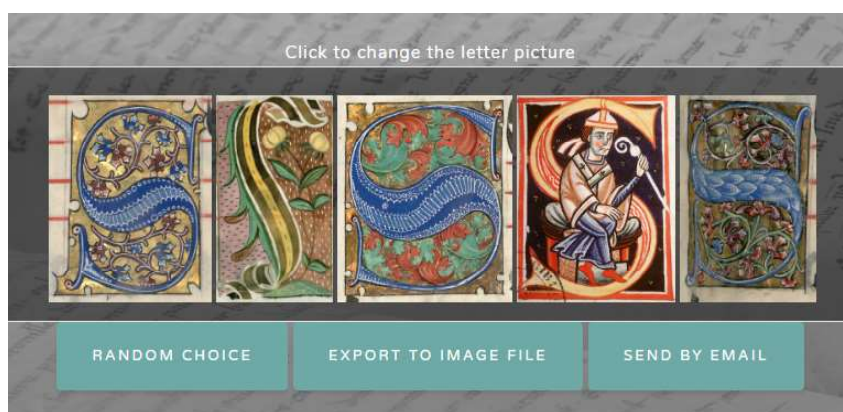 Click to change the letter picture
S S S S S
RANDOM CHOICE EXPORT TO IMAGE FILE SEND BY EMAIL